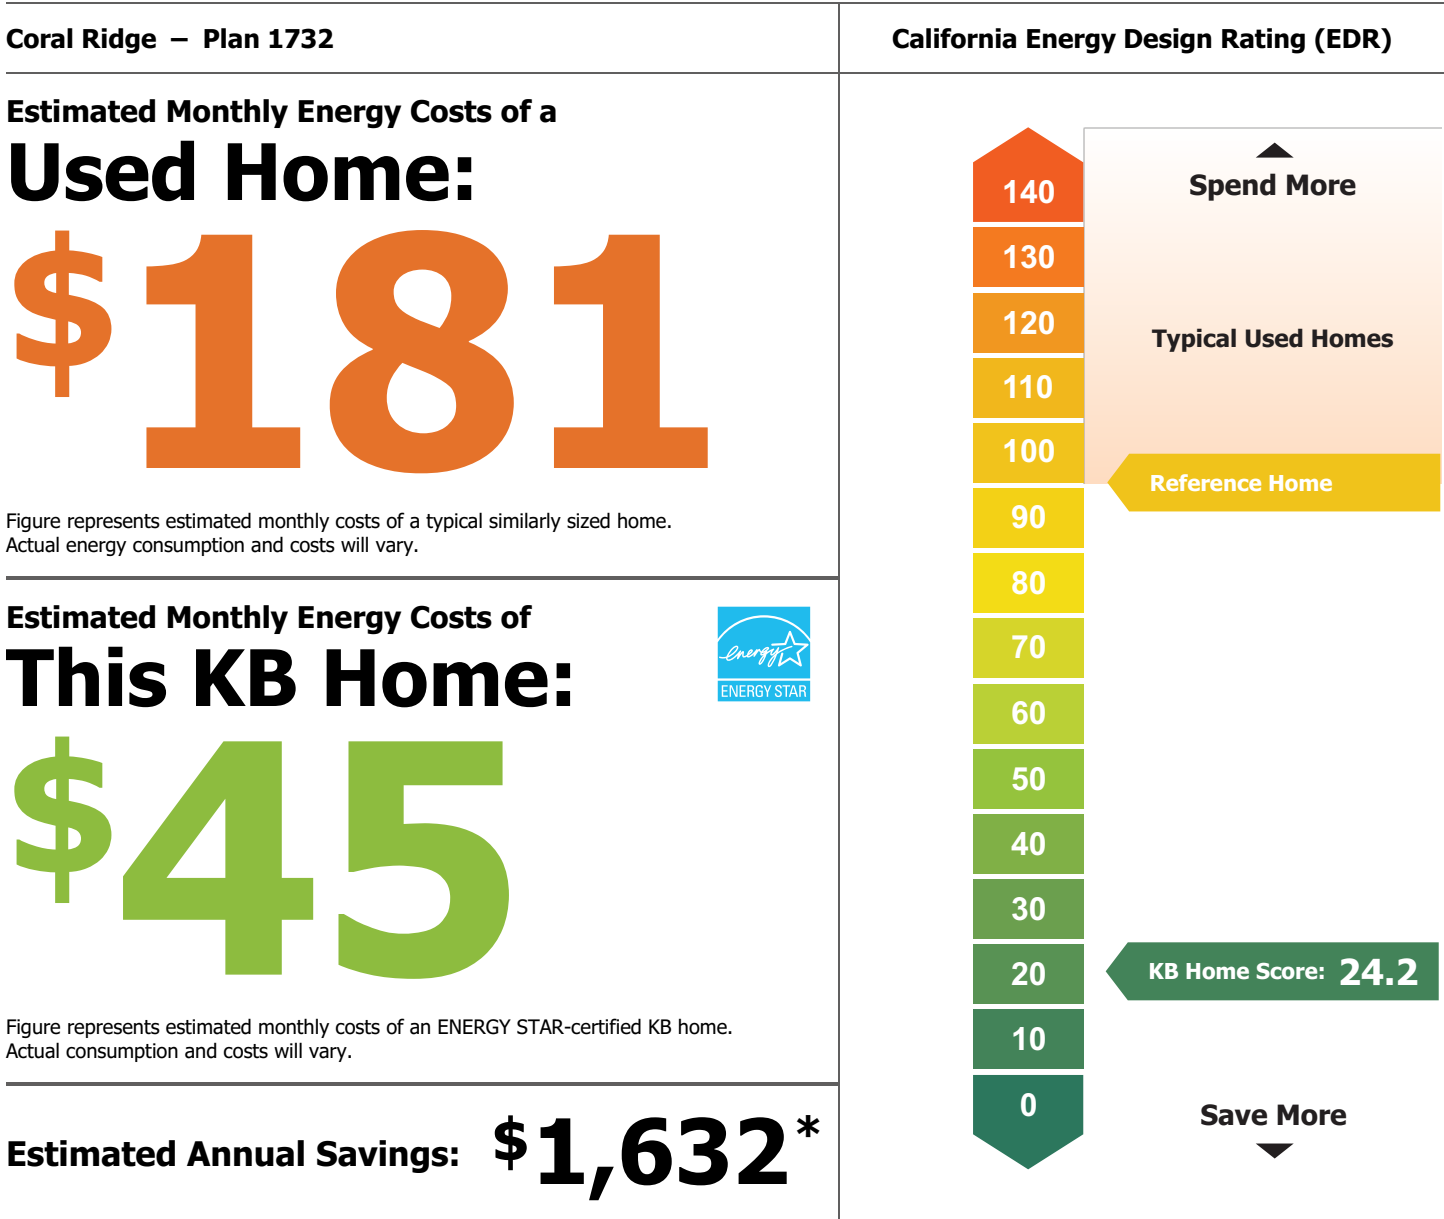 Coral Ridge – Plan 1732
Estimated Monthly Energy Costs of a
Used Home:
$181
Figure represents estimated monthly costs of a typical similarly sized home.
Actual energy consumption and costs will vary.
Estimated Monthly Energy Costs of
This KB Home:
energy
ENERGY STAR
$45
Figure represents estimated monthly costs of an ENERGY STAR-certified KB home.
Actual consumption and costs will vary.
Estimated Annual Savings: $1,632*
California Energy Design Rating (EDR)
140
130
120
110
100
90
80
70
60
50
40
30
20
10
0
Spend More
Typical Used Homes
Reference Home
KB Home Score: 24.2
Save More